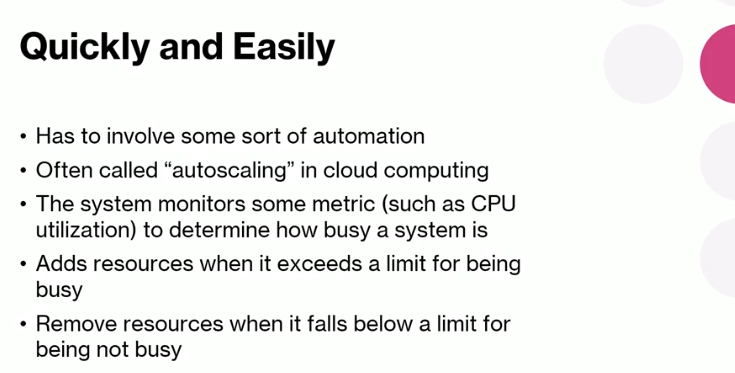 Quickly and Easily
• Has to involve some sort of automation
• Often called “autoscaling” in cloud computing
• The system monitors some metric (such as CPU
utilization) to determine how busy a system is
• Adds resources when it exceeds a limit for being
busy
• Remove resources when it falls below a limit for
being not busy